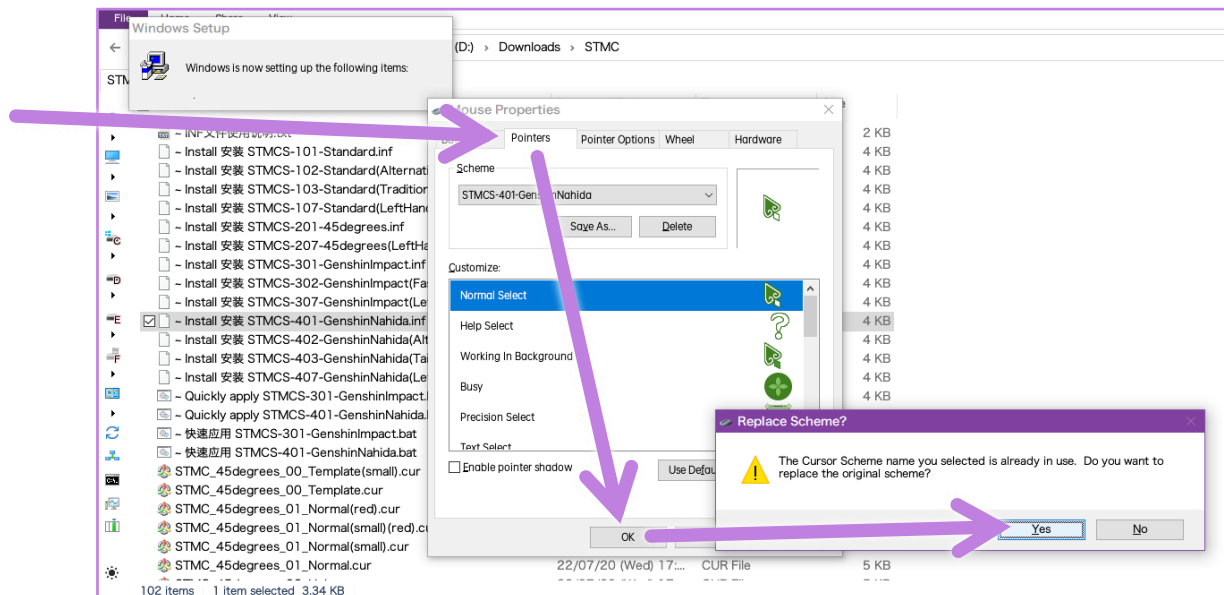 File Home Share View
Windows Setup
Windows is now setting up the following items:
(D:) › Downloads › STMC
Mouse Properties
Pointers
Pointer Options
Wheel
Hardware
Scheme
STMCS-401-GenshinNahida
Save As...
Delete
Customize:
Normal Select
Help Select
Working In Background
Busy
Precision Select
Text Select
Enable pointer shadow
OK
Replace Scheme?
The Cursor Scheme name you selected is already in use. Do you want to
replace the original scheme?
Yes
No
~ INF文件使用说明.txt 2 KB
~ Install 安装 STMCS-101-Standard.inf 4 KB
~ Install 安装 STMCS-102-Standard(Alternati 4 KB
~ Install 安装 STMCS-103-Standard(Tradition 4 KB
~ Install 安装 STMCS-107-Standard(LeftHan 4 KB
~ Install 安装 STMCS-201-45degrees.inf 4 KB
~ Install 安装 STMCS-207-45degrees(LeftHa 4 KB
~ Install 安装 STMCS-301-GenshinImpact.inf 4 KB
~ Install 安装 STMCS-302-GenshinImpact(Fa 4 KB
~ Install 安装 STMCS-307-GenshinImpact(Le 4 KB
~ Install 安装 STMCS-401-GenshinNahida.inf 4 KB
~ Install 安装 STMCS-402-GenshinNahida(Alt 4 KB
~ Install 安装 STMCS-403-GenshinNahida(Tai 4 KB
~ Install 安装 STMCS-407-GenshinNahida(Le 4 KB
~ Quickly apply STMCS-301-GenshinImpact. 4 KB
~ Quickly apply STMCS-401-GenshinNahida.
~ 快速应用 STMCS-301-GenshinImpact.bat
~ 快速应用 STMCS-401-GenshinNahida.bat
STMC_45degrees_00_Template(small).cur
STMC_45degrees_00_Template.cur
STMC_45degrees_01_Normal(red).cur
STMC_45degrees_01_Normal(small)(red).cu
STMC_45degrees_01_Normal(small).cur
STMC_45degrees_01_Normal.cur 22/07/20 (Wed) 17:... CUR File 5 KB
102 items 1 item selected 3.34 KB